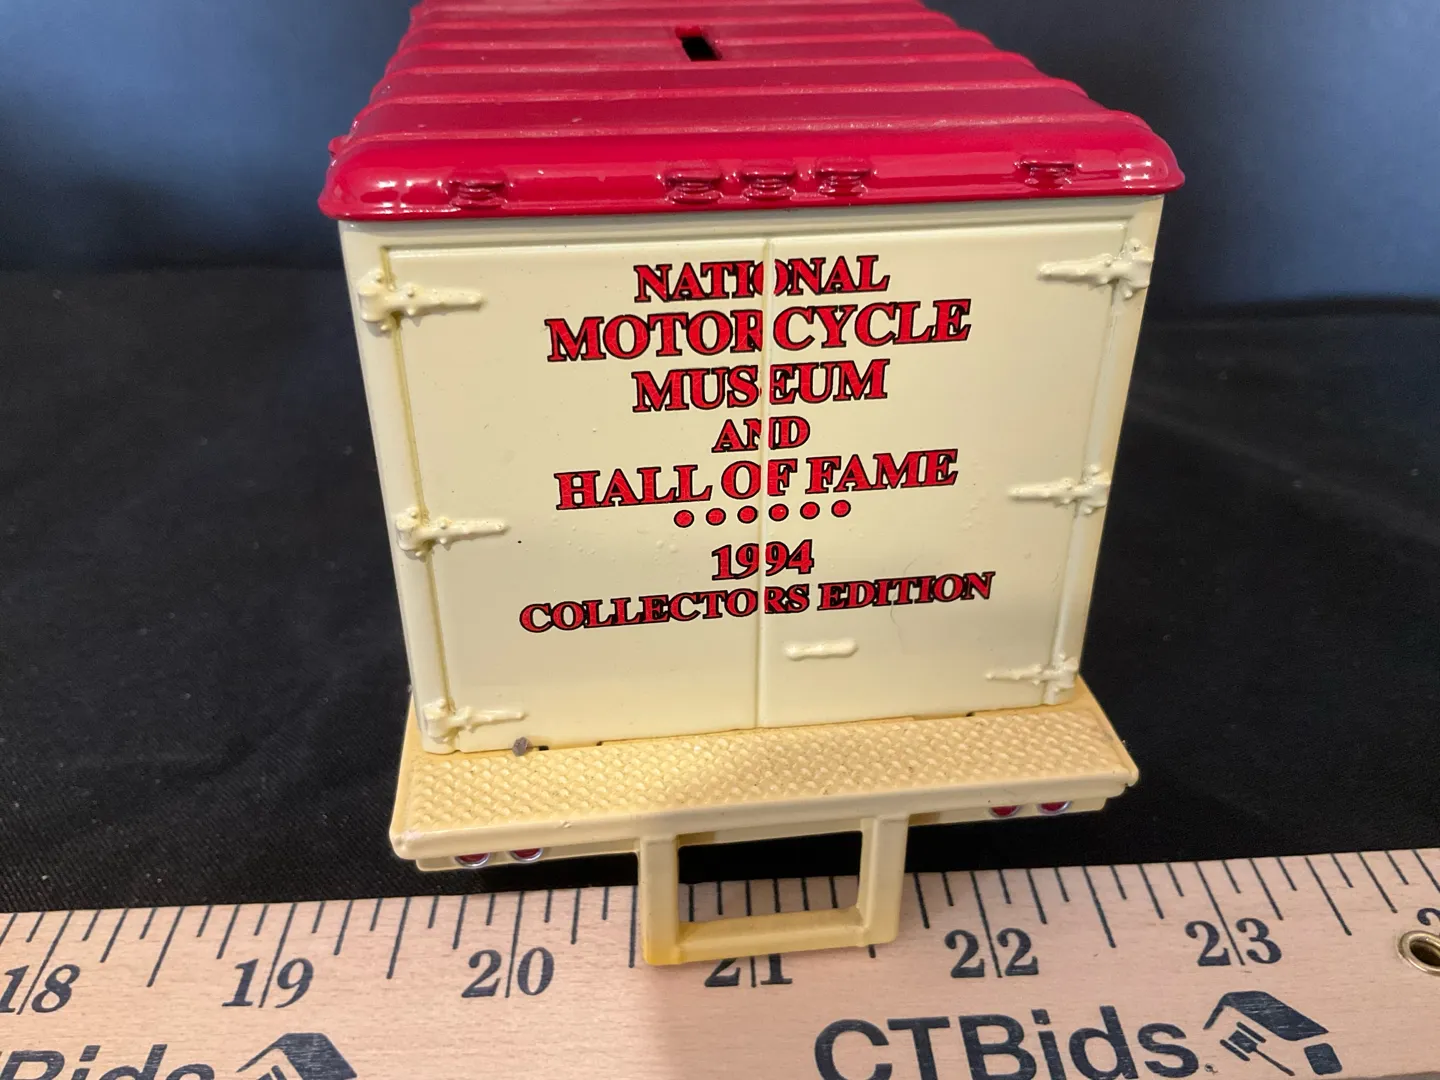 NATIONAL
MOTORCYCLE
MUSEUM
AND
HALL OF FAME
1994
COLLECTORS EDITION
18 19 20 21 22 23
CTBids